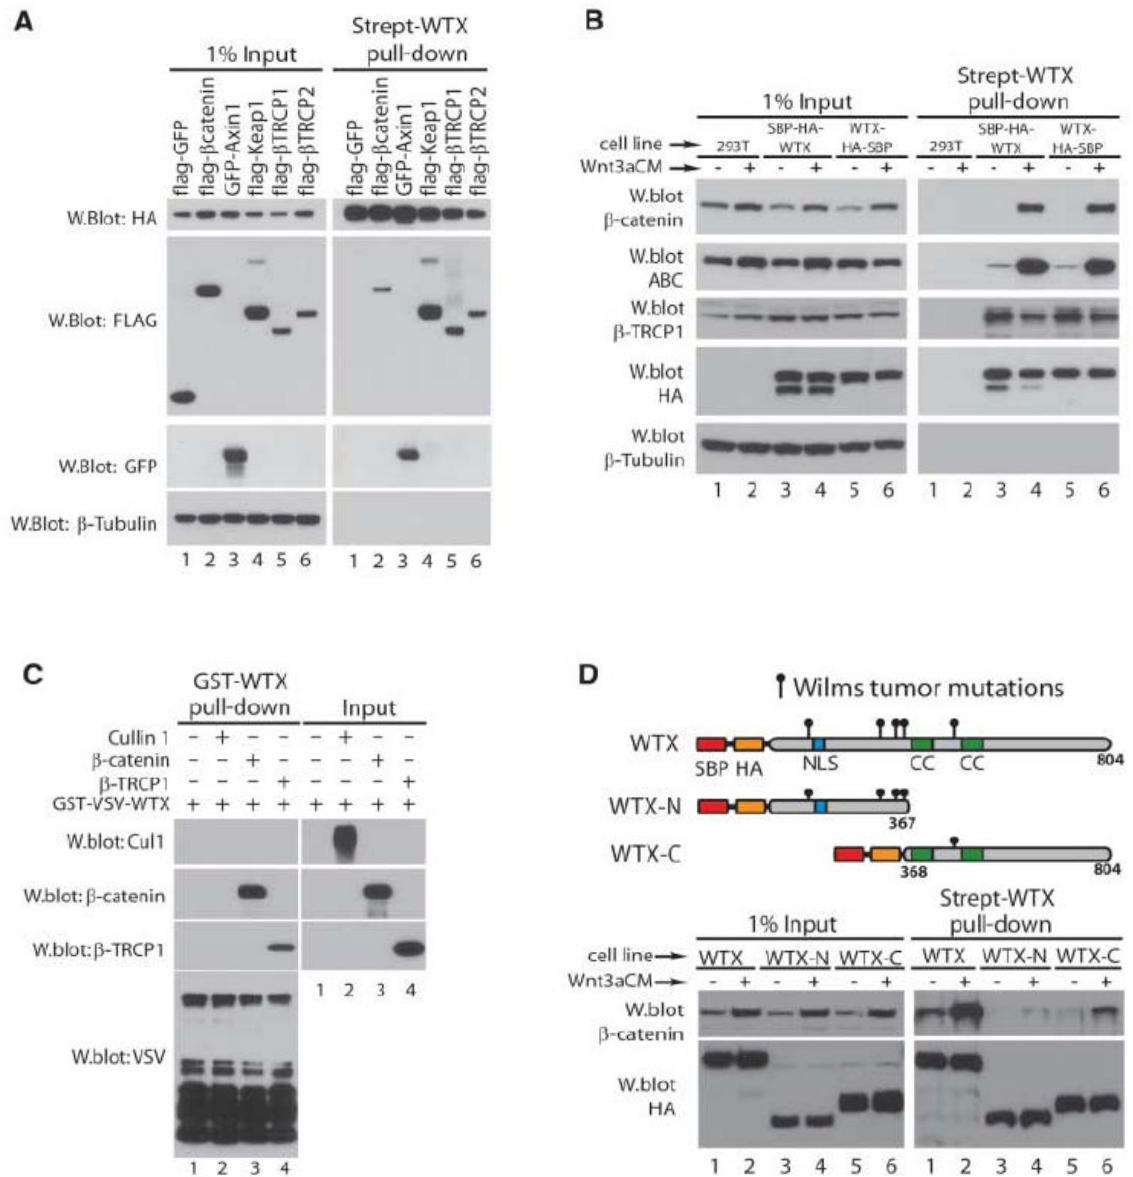 A
1% Input
Strept-WTX
pull-down
flag-GFP
flag-βcatenin
GFP-Axin1
flag-Keap1
flag-βTRCP1
flag-βTRCP2
flag-GFP
flag-βcatenin
GFP-Axin1
flag-Keap1
flag-βTRCP1
flag-βTRCP2
W.Blot: HA
W.Blot: FLAG
W.Blot: GFP
W.Blot: β-Tubulin
1 2 3 4 5 6 1 2 3 4 5 6
B
1% Input
Strept-WTX
pull-down
cell line
293T
SBP-HA-
WTX
WTX-
HA-SBP
293T
SBP-HA-
WTX
WTX-
HA-SBP
Wnt3aCM - + - + - + - + - + - +
W.blot
β-catenin
W.blot
ABC
W.blot
β-TRCP1
W.blot
HA
W.blot
β-Tubulin
1 2 3 4 5 6 1 2 3 4 5 6
C
GST-WTX
pull-down
Input
Cullin 1 - + - - - + - -
β-catenin - - + - - - + -
β-TRCP1 - - - + - - - +
GST-VSV-WTX + + + + + + + +
W.blot: Cul1
W.blot: β-catenin
W.blot: β-TRCP1
1 2 3 4
W.blot: VSV
1 2 3 4
D
Wilms tumor mutations
WTX
SBP HA NLS CC CC 804
WTX-N
367
WTX-C
368 804
1% Input
Strept-WTX
pull-down
cell line WTX WTX-N WTX-C WTX WTX-N WTX-C
Wnt3aCM - + - + - + - + - + - +
W.blot
β-catenin
W.blot
HA
1 2 3 4 5 6 1 2 3 4 5 6